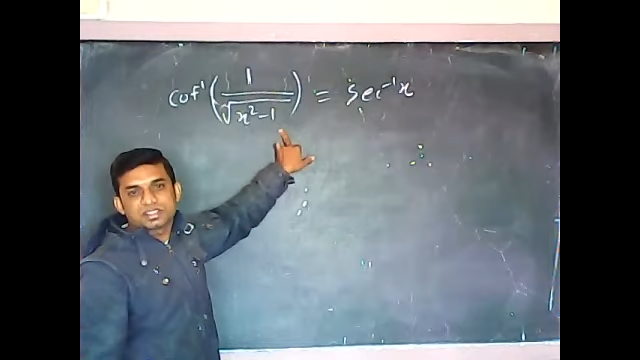 cot⁻¹(1/√(x²-1)) = sec⁻¹x